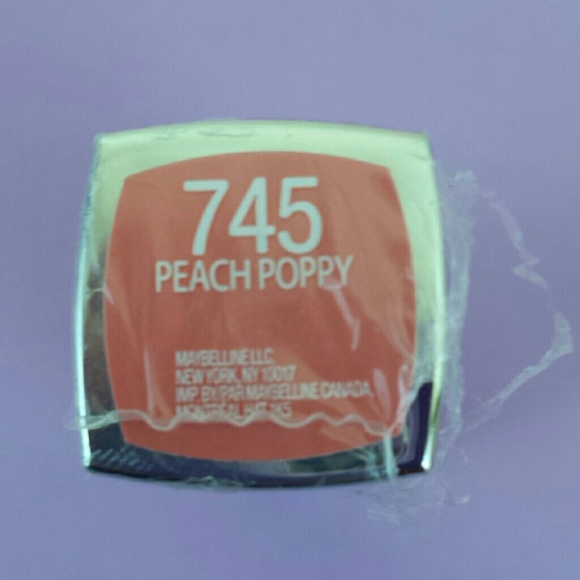 745
PEACH POPPY
MAYBELLINE LLC
NEW YORK, NY 10017
IMP. BY/PAR MAYBELLINE CANADA,
MONTREAL